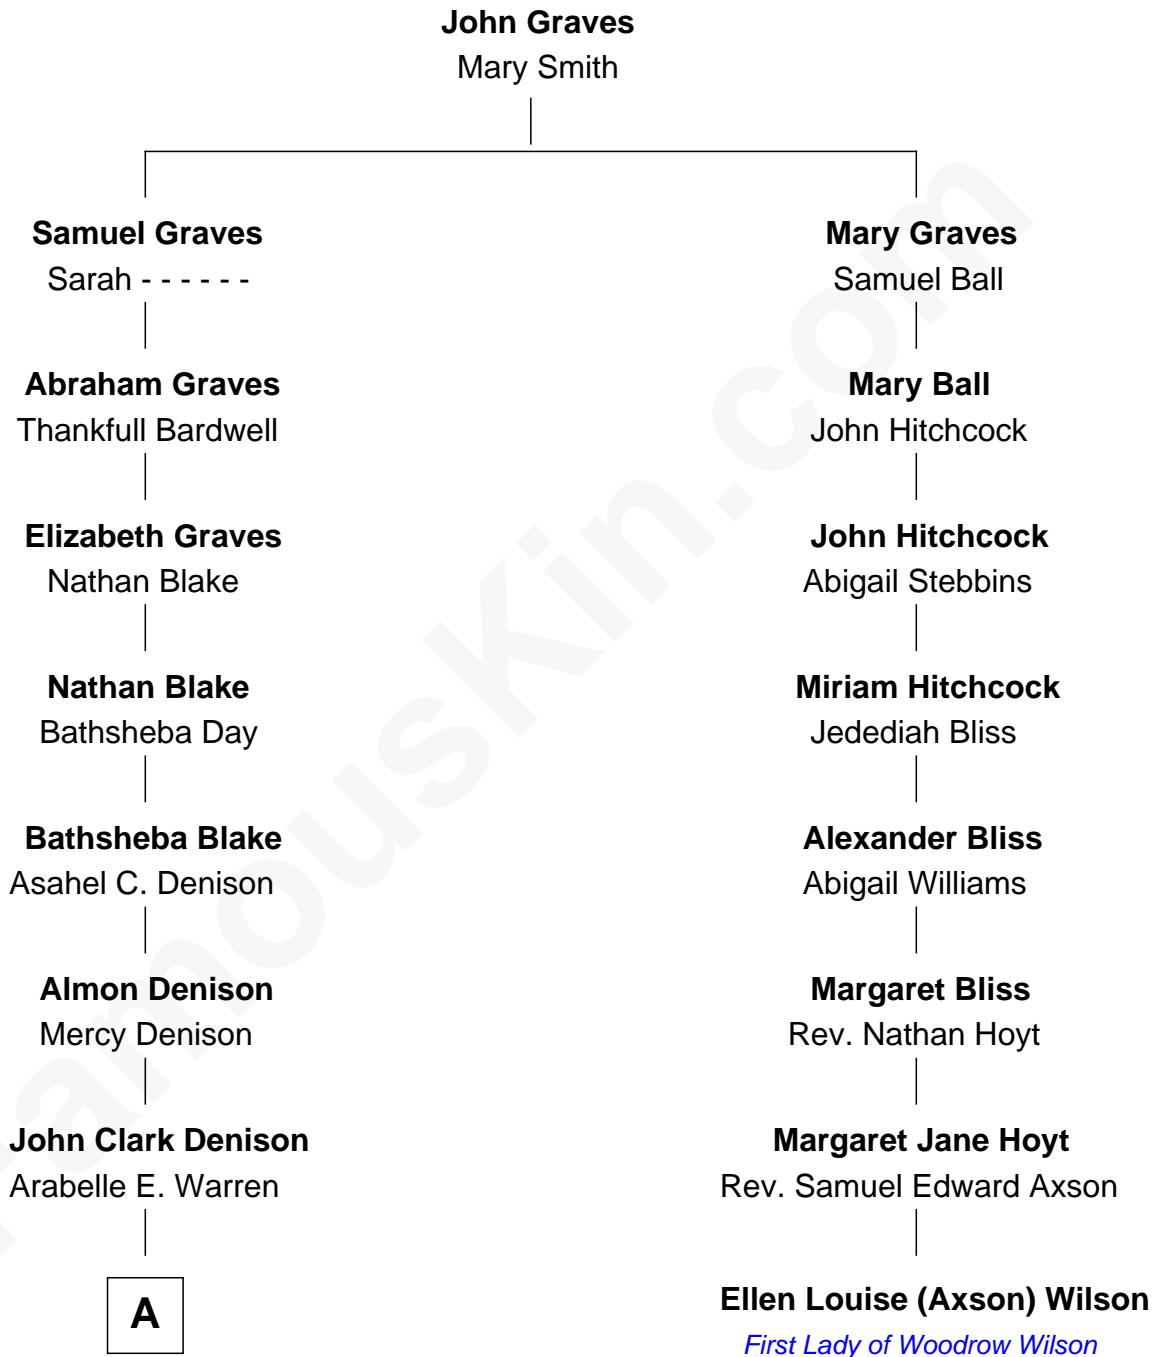 John Graves
Mary Smith
Samuel Graves
Sarah - - - - - -
Mary Graves
Samuel Ball
Abraham Graves
Thankfull Bardwell
Mary Ball
John Hitchcock
Elizabeth Graves
Nathan Blake
John Hitchcock
Abigail Stebbins
Nathan Blake
Bathsheba Day
Miriam Hitchcock
Jedediah Bliss
Bathsheba Blake
Asahel C. Denison
Alexander Bliss
Abigail Williams
Almon Denison
Mercy Denison
Margaret Bliss
Rev. Nathan Hoyt
John Clark Denison
Arabelle E. Warren
Margaret Jane Hoyt
Rev. Samuel Edward Axson
A
Ellen Louise (Axson) Wilson
First Lady of Woodrow Wilson
FamousKin.com